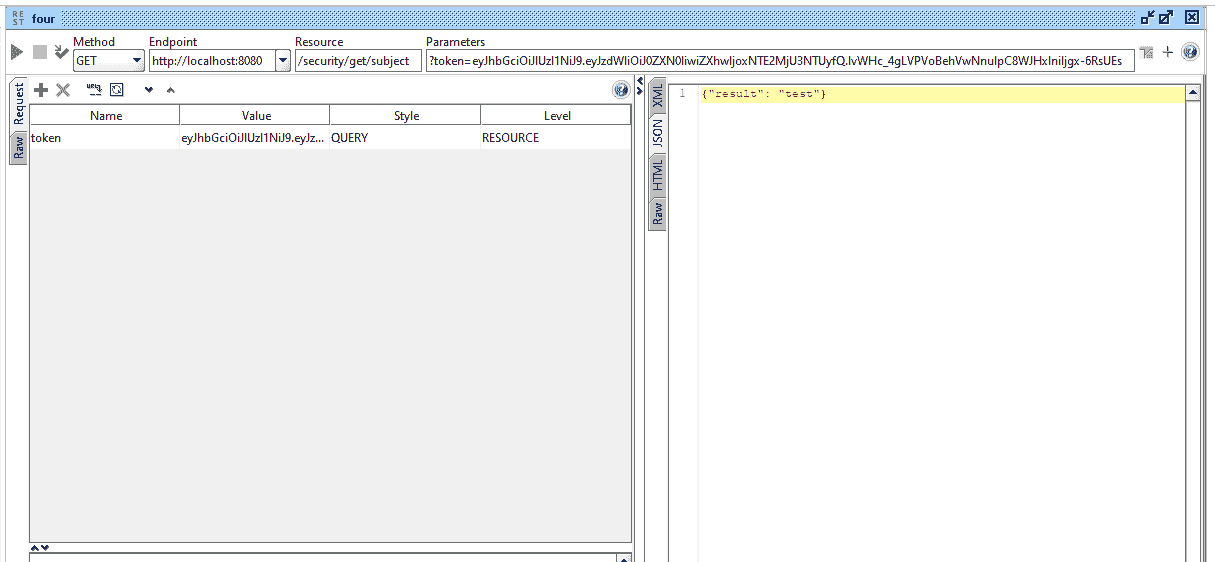 RE ST four
Method Endpoint Resource Parameters
GET http://localhost:8080 /security/get/subject ?token=eyJhbGciOiJIUzI1NiJ9.eyJzdWIiOiJ0ZXN0IiwiZXhwIjoxNTE2MjU3NTUyfQ.IvWHc_4gLVPVoBehVwNnuIpC8WJHxIniIjgx-6RsUEs
Request
Raw
Name Value Style Level
token eyJhbGciOiJIUzI1NiJ9.eyJz... QUERY RESOURCE
XML
JSON
HTML
Raw
1 {"result": "test"}